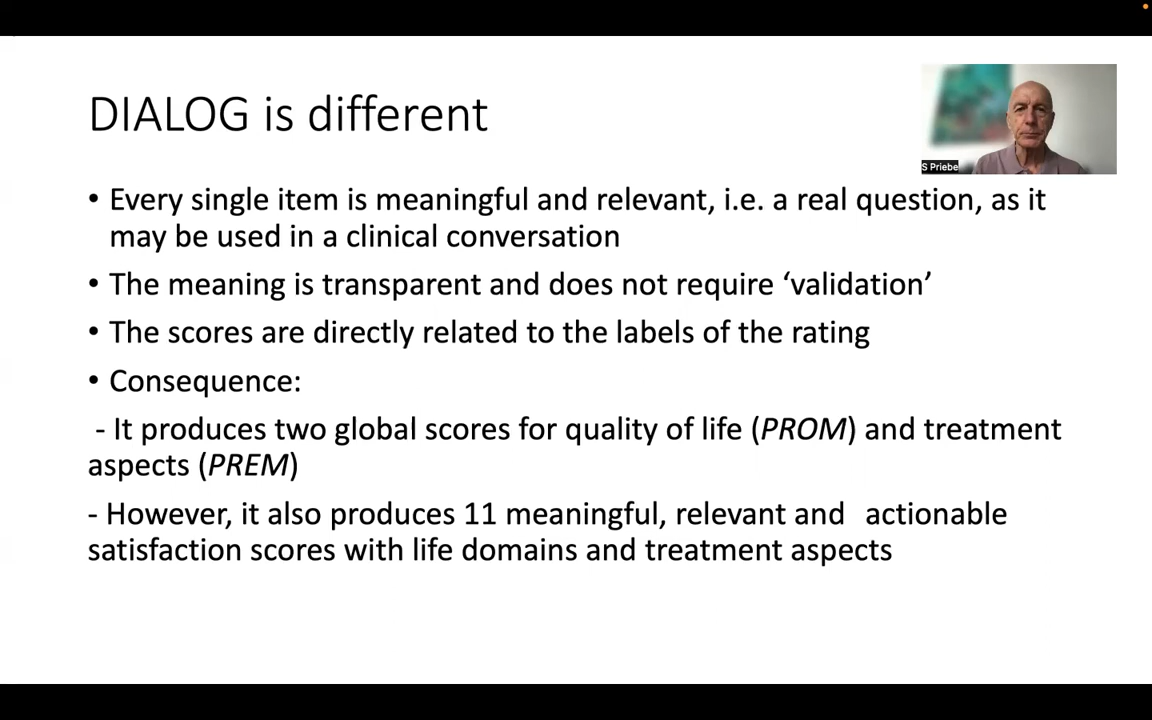 DIALOG is different
S Priebe
• Every single item is meaningful and relevant, i.e. a real question, as it
may be used in a clinical conversation
• The meaning is transparent and does not require ‘validation’
• The scores are directly related to the labels of the rating
• Consequence:
- It produces two global scores for quality of life (PROM) and treatment
aspects (PREM)
- However, it also produces 11 meaningful, relevant and actionable
satisfaction scores with life domains and treatment aspects